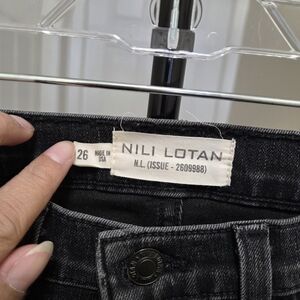 26
MADE IN
USA
NILI LOTAN
N.L. (ISSUE - 2609988)